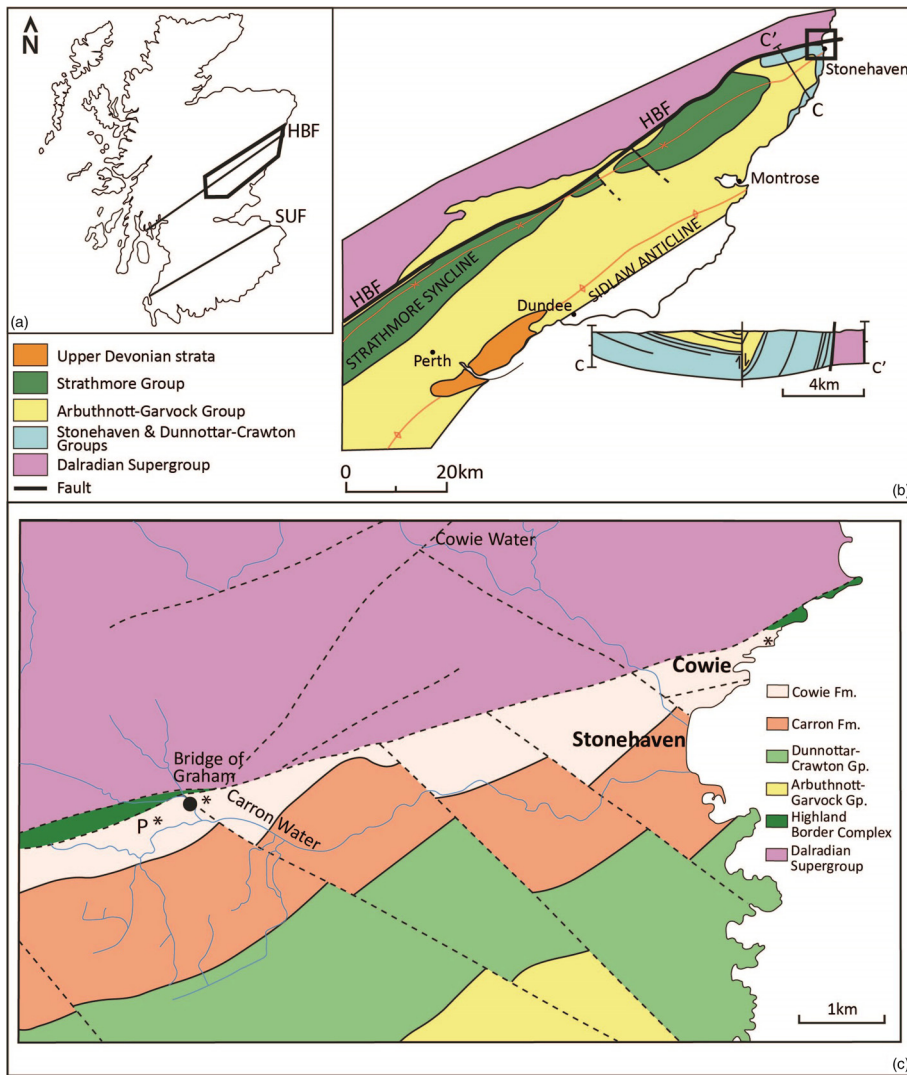 N
HBF
SUF
(a)
C'
Stonehaven
C
HBF
Montrose
SIDLAW ANTICLINE
Dundee
HBF
STRATHMORE SYNCLINE
Perth
C
C'
4km
0 20km
(b)
Upper Devonian strata
Strathmore Group
Arbuthnott-Garvock Group
Stonehaven & Dunnottar-Crawton
Groups
Dalradian Supergroup
Fault
Cowie Water
*
Cowie
Stonehaven
Bridge of
Graham
*
P *
Carron Water
Cowie Fm.
Carron Fm.
Dunnottar-
Crawton Gp.
Arbuthnott-
Garvock Gp.
Highland
Border Complex
Dalradian
Supergroup
1km
(c)